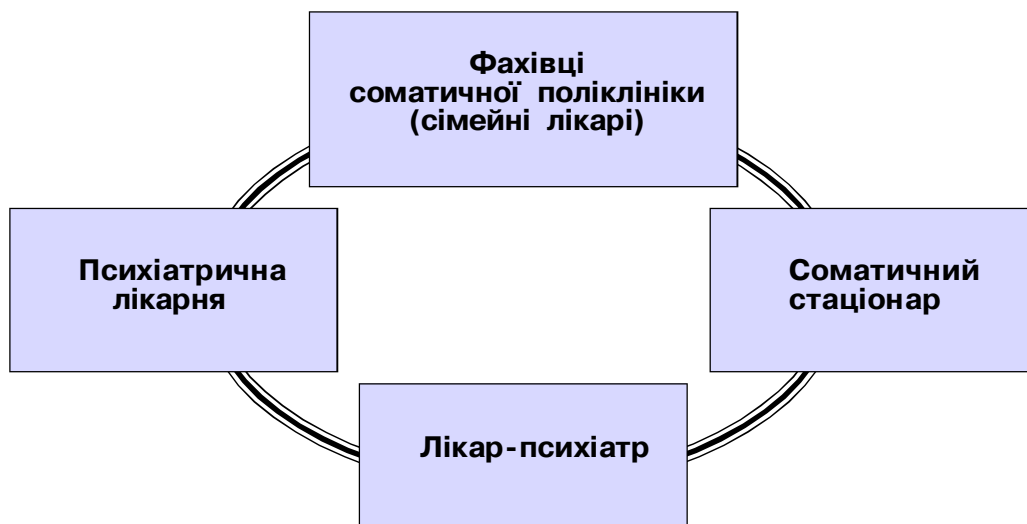 Фахівці
соматичної поліклініки
(сімейні лікарі)
Психіатрична
лікарня
Соматичний
стаціонар
Лікар-психіатр